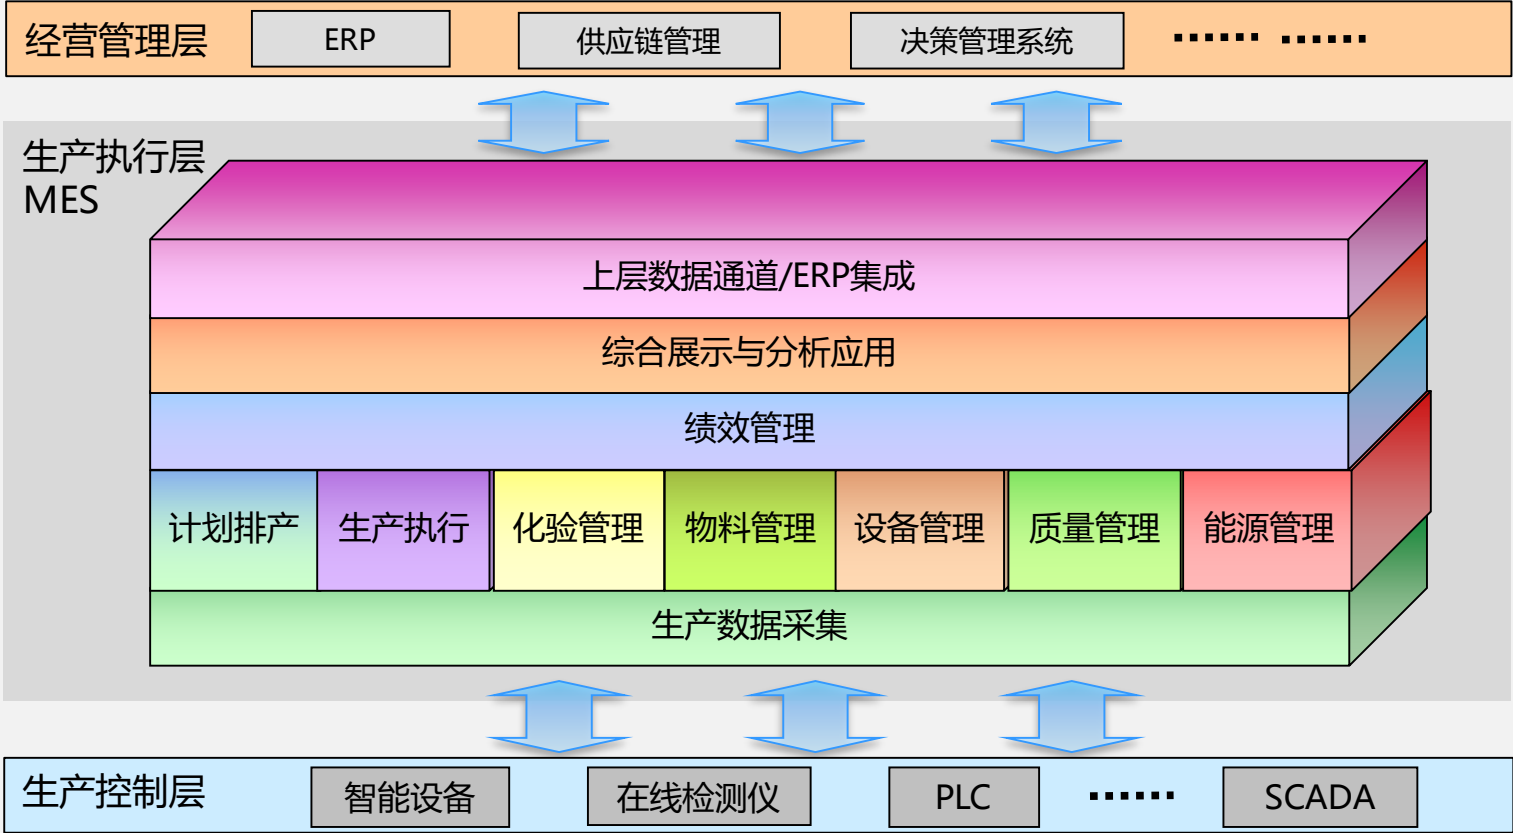 经营管理层 ERP 供应链管理 决策管理系统 …… ……
生产执行层
MES
上层数据通道/ERP集成
综合展示与分析应用
绩效管理
计划排产 生产执行 化验管理 物料管理 设备管理 质量管理 能源管理
生产数据采集
生产控制层 智能设备 在线检测仪 PLC …… SCADA